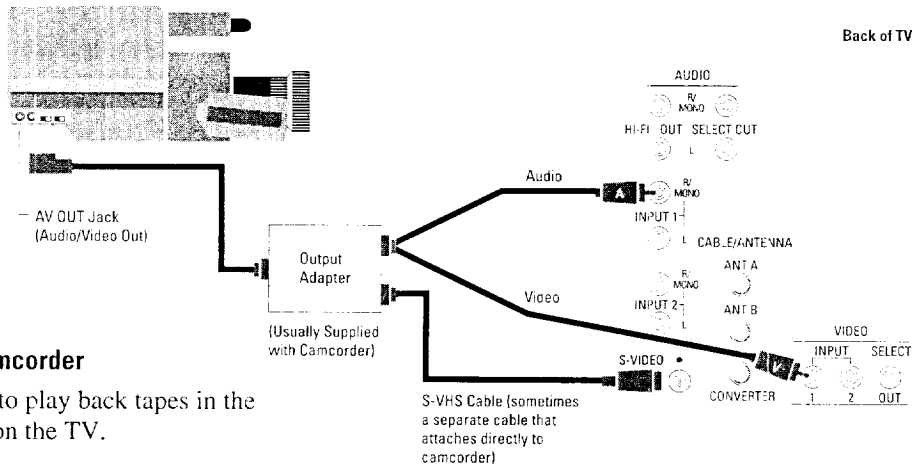 Back of TV
AUDIO
R/
MONO
HI-FI OUT SELECT OUT
L
Audio
A
R/
MONO
INPUT 1
L
CABLE/ANTENNA
AV OUT Jack
(Audio/Video Out)
Output
Adapter
ANT A
R/
MONO
Video
INPUT 2
L
ANT B
(Usually Supplied
with Camcorder)
VIDEO
INPUT SELECT
S-VIDEO
V
CONVERTER
1 2 OUT
mcorder
to play back tapes in the
on the TV.
S-VHS Cable (sometimes
a separate cable that
attaches directly to
camcorder)